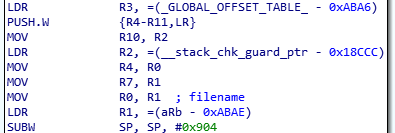 LDR R3, =(_GLOBAL_OFFSET_TABLE_ - 0xABA6)
PUSH.W {R4-R11,LR}
MOV R10, R2
LDR R2, =(__stack_chk_guard_ptr - 0x18CCC)
MOV R4, R0
MOV R7, R1
MOV R0, R1 ; filename
LDR R1, =(aRb - 0xABAE)
SUBW SP, SP, #0x904